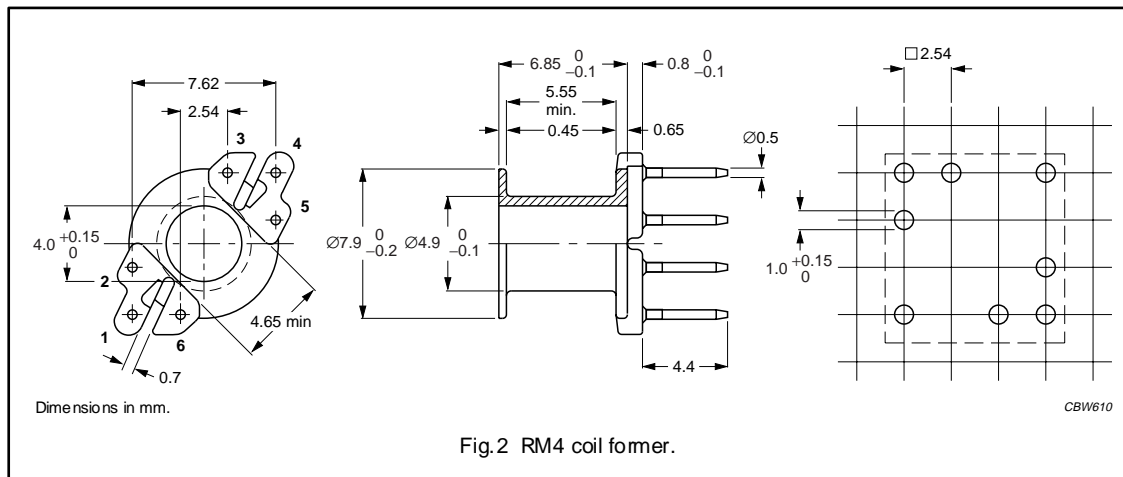 7.62
2.54
3
4
5
4.0 +0.15 0
2
1
6
4.65 min
0.7
6.85 0 −0.1
0.8 0 −0.1
5.55 min.
0.45
0.65
∅0.5
∅7.9 0 −0.2
∅4.9 0 −0.1
4.4
□2.54
1.0 +0.15 0
Dimensions in mm.
CBW610
Fig.2 RM4 coil former.